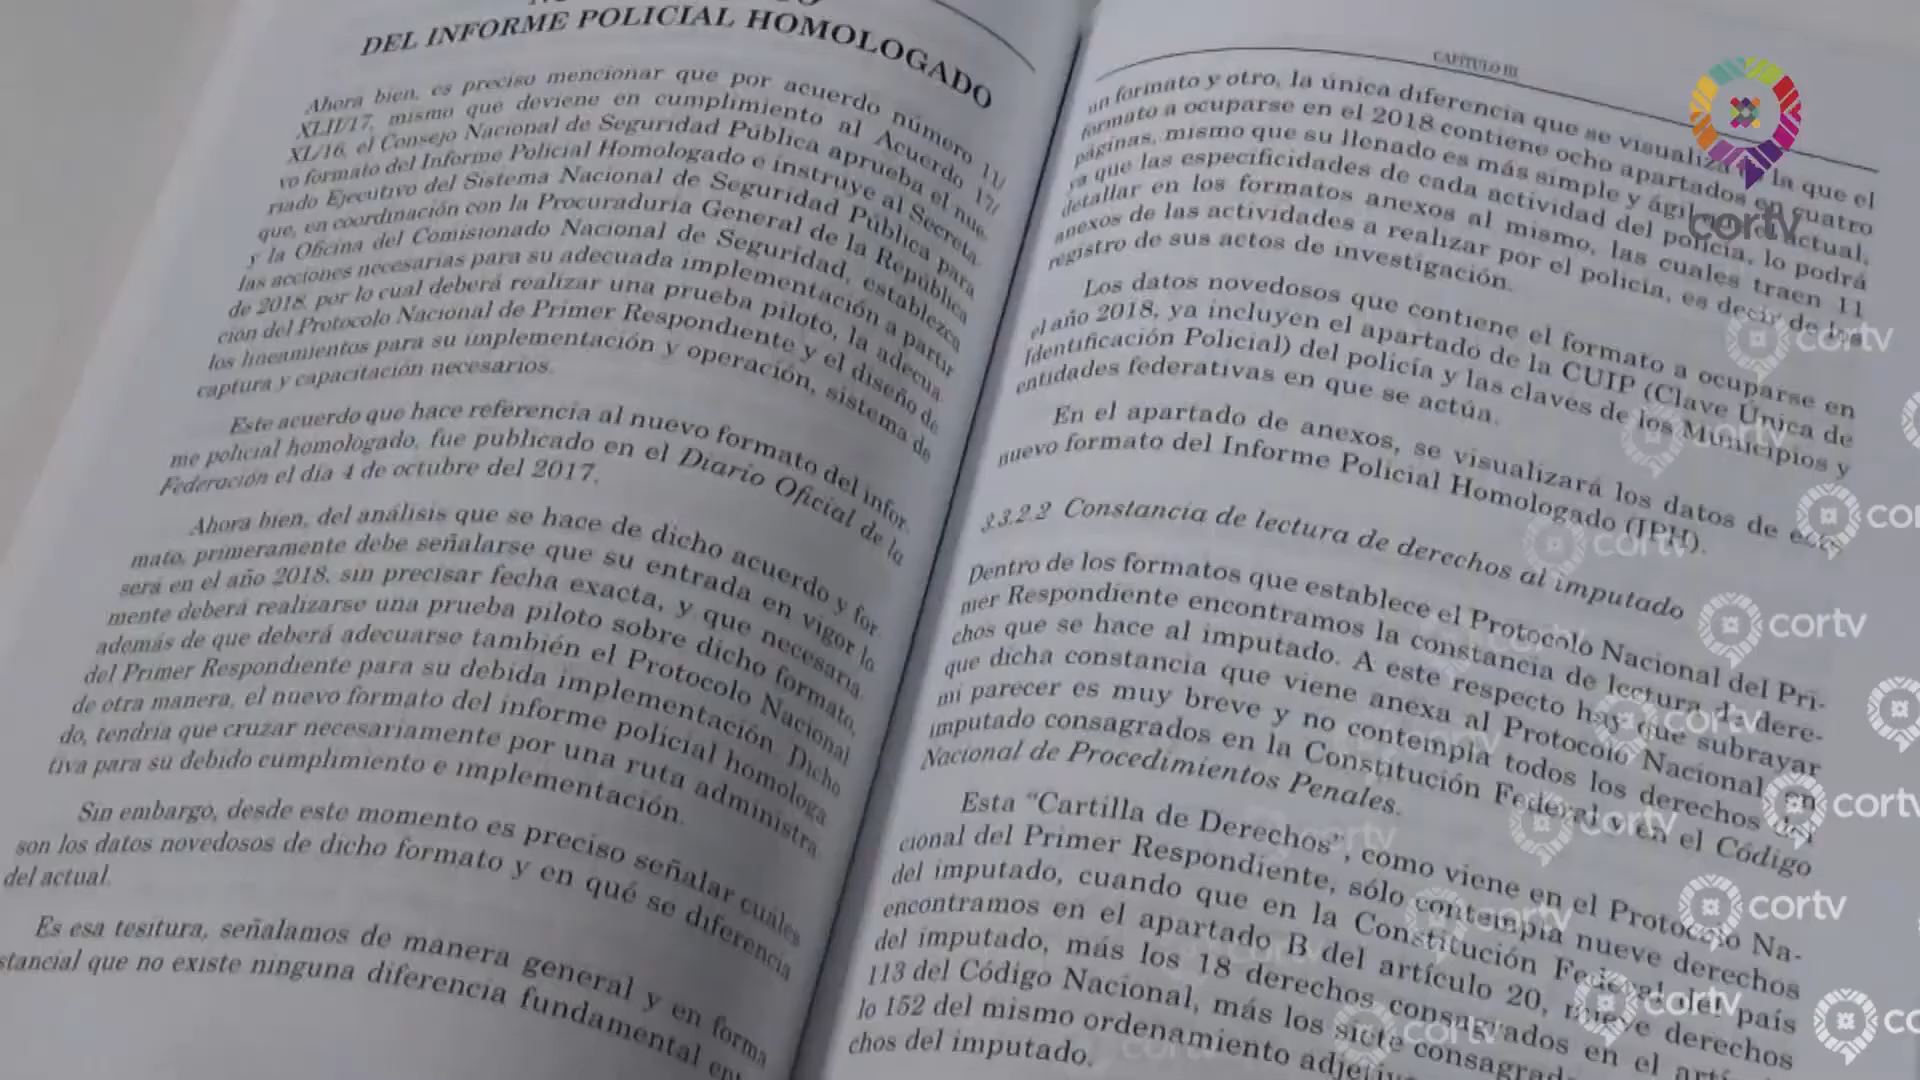 DEL INFORME POLICIAL HOMOLOGADO
Ahora bien, es preciso mencionar que por acuerdo número 11/
XLII/17, mismo que deviene en cumplimiento al Acuerdo 17/
XL/16, el Consejo Nacional de Seguridad Pública aprueba el nue-
vo formato del Informe Policial Homologado e instruye al Secreta-
riado Ejecutivo del Sistema Nacional de Seguridad Pública para
que, en coordinación con la Procuraduría General de la República
y la Oficina del Comisionado Nacional de Seguridad, establezca
las acciones necesarias para su adecuada implementación a partir
de 2018, por lo cual deberá realizar una prueba piloto, la adecua-
ción del Protocolo Nacional de Primer Respondiente y el diseño de
los lineamientos para su implementación y operación, sistema de
captura y capacitación necesarios.
Este acuerdo que hace referencia al nuevo formato del infor-
me policial homologado, fue publicado en el Diario Oficial de la
Federación el día 4 de octubre del 2017.
Ahora bien, del análisis que se hace de dicho acuerdo y for-
mato, primeramente debe señalarse que su entrada en vigor lo
será en el año 2018, sin precisar fecha exacta, y que necesaria-
mente deberá realizarse una prueba piloto sobre dicho formato,
además de que deberá adecuarse también el Protocolo Nacional
del Primer Respondiente para su debida implementación. Dicho
de otra manera, el nuevo formato del informe policial homologa-
do, tendría que cruzar necesariamente por una ruta administra-
tiva para su debido cumplimiento e implementación.
Sin embargo, desde este momento es preciso señalar cuáles
son los datos novedosos de dicho formato y en qué se diferencia
del actual.
Es esa tesitura, señalamos de manera general y en forma
stancial que no existe ninguna diferencia fundamental
CAPÍTULO III
un formato y otro, la única diferencia que se visualiza la que el
formato a ocuparse en el 2018 contiene ocho apartados en cuatro
páginas, mismo que su llenado es más simple y ágil actual,
ya que las especificidades de cada actividad del policía, lo podrá
detallar en los formatos anexos al mismo, las cuales traen 11
anexos de las actividades a realizar por el policía, es decir de los
registro de sus actos de investigación.
Los datos novedosos que contiene el formato a ocuparse en
el año 2018, ya incluyen el apartado de la CUIP (Clave Única de
Identificación Policial) del policía y las claves de los Municipios y
entidades federativas en que se actúa.
En el apartado de anexos, se visualizará los datos de
nuevo formato del Informe Policial Homologado (IPH).
3.3.2.2 Constancia de lectura de derechos al imputado
Dentro de los formatos que establece el Protocolo Nacional del Pri-
mer Respondiente encontramos la constancia de lectura de dere-
chos que se hace al imputado. A este respecto hay que subrayar
que dicha constancia que viene anexa al Protocolo Nacional, en
mi parecer es muy breve y no contempla todos los derechos del
imputado consagrados en la Constitución Federal y en el Código
Nacional de Procedimientos Penales.
Esta "Cartilla de Derechos", como viene en el Protocolo Na-
cional del Primer Respondiente, sólo contempla nueve derechos
del imputado, cuando que en la Constitución Federal del país
encontramos en el apartado B del artículo 20, nueve derechos
del imputado, más los 18 derechos consagrados en el
113 del Código Nacional, más los siete
lo 152 del mismo ordenamiento
chos del imputado.
cortv
cortv
cortv
cortv
cortv
cortv
cortv
cortv
cortv
cortv
cortv